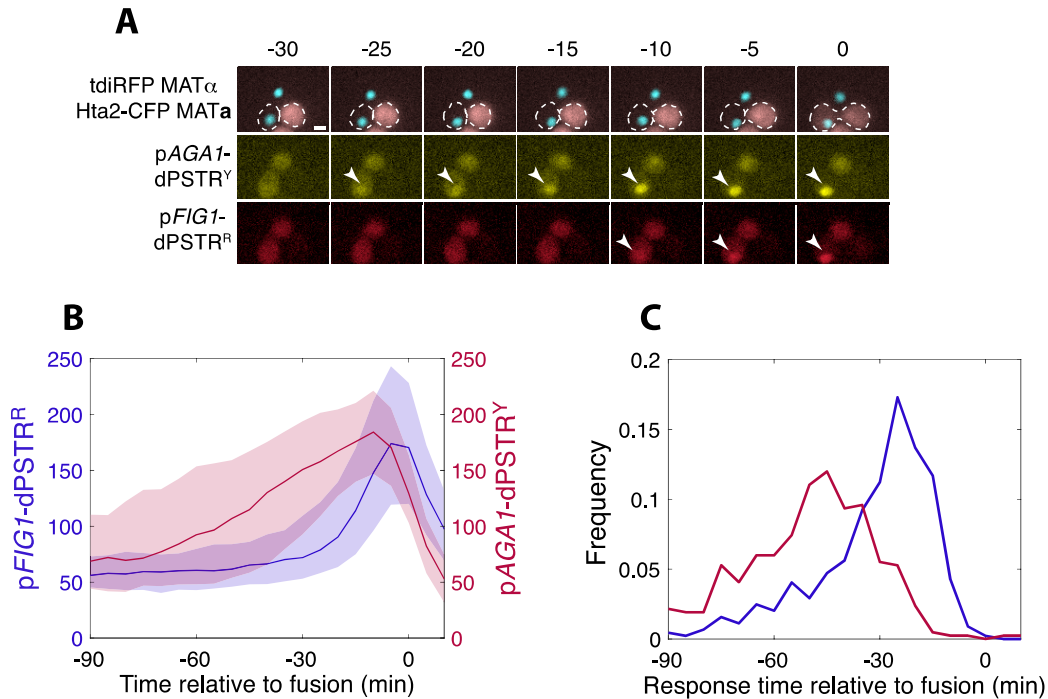 A
-30 -25 -20 -15 -10 -5 0
tdiRFP MATα
Hta2-CFP MATa
pAGA1-
dPSTRY
pFIG1-
dPSTRR
B
C
250 250
200 200
150 150
100 100
50 50
0 0
-90 -60 -30 0
pFIG1-dPSTRR
pAGA1-dPSTRY
Time relative to fusion (min)
0.2
0.15
0.1
0.05
0
-90 -60 -30 0
Frequency
Response time relative to fusion (min)